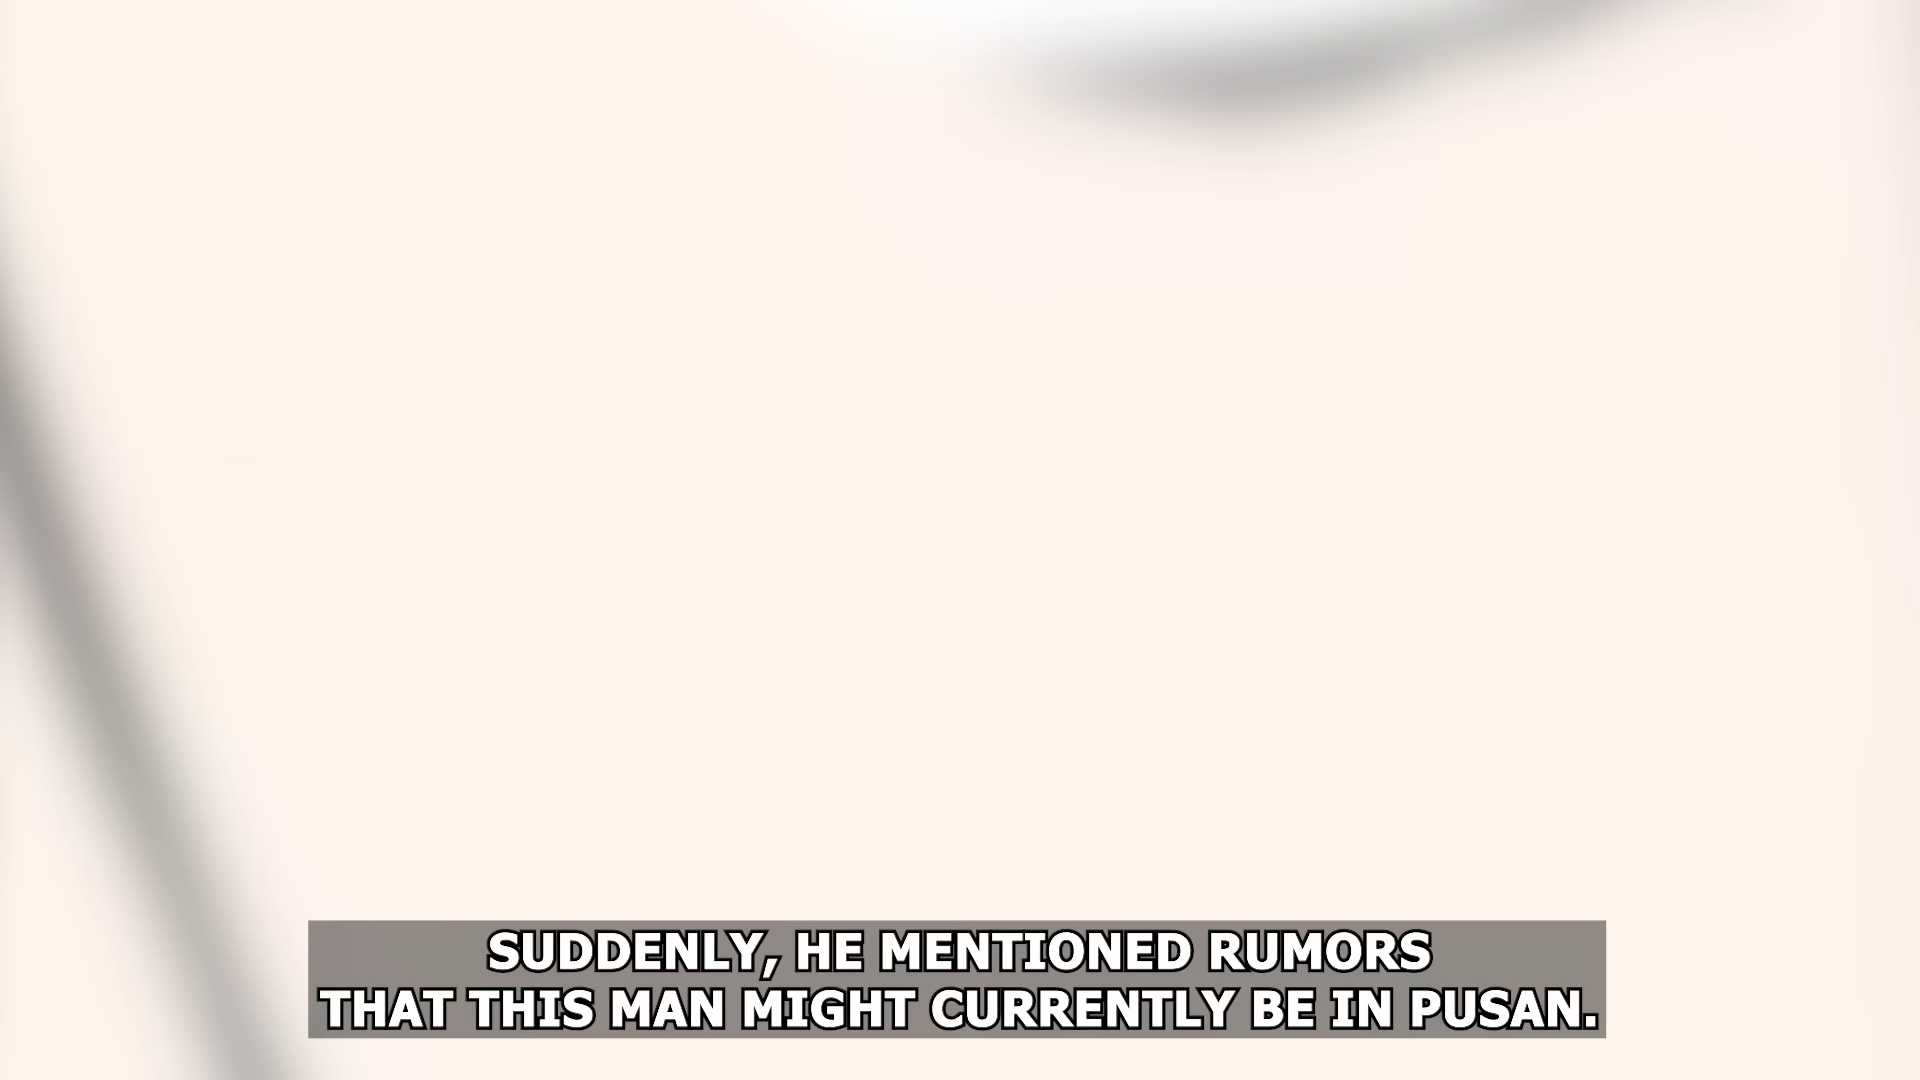 SUDDENLY, HE MENTIONED RUMORS
THAT THIS MAN MIGHT CURRENTLY BE IN PUSAN.